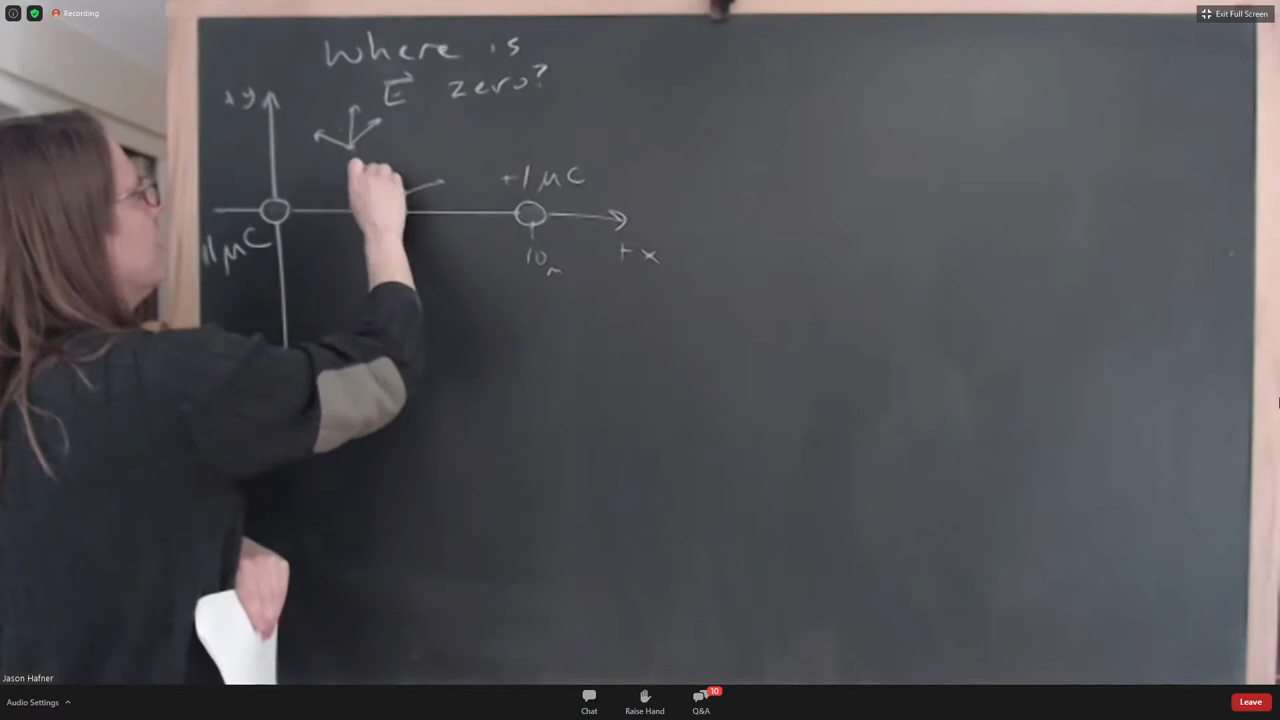 Recording
Exit Full Screen
Where is
E zero?
+y
+1 μC
1 μC
10 m
+ x
Jason Hafner
Audio Settings
Chat
Raise Hand
10
Q&A
Leave